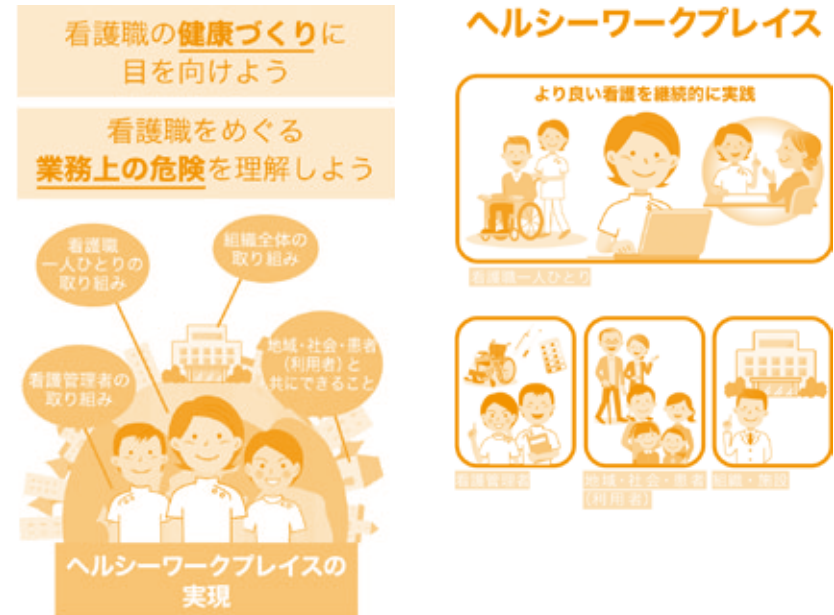 看護職の健康づくりに
目を向けよう
看護職をめぐる
業務上の危険を理解しよう
看護職
一人ひとりの
取り組み
組織全体の
取り組み
看護管理者の
取り組み
地域・社会・患者
(利用者)と
共にできること
ヘルシーワークプレイスの
実現
ヘルシーワークプレイス
より良い看護を継続的に実践
看護職一人ひとり
看護管理者
地域・社会・患者
(利用者)
組織・施設